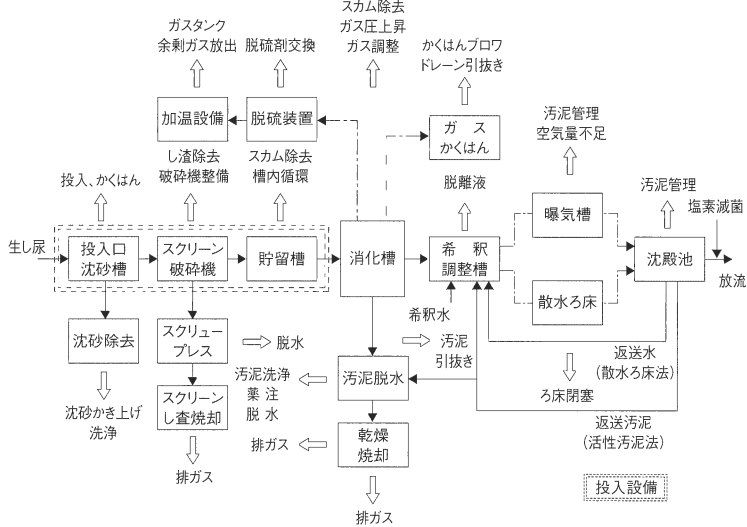 ガスタンク
余剰ガス放出
脱硫剤交換
スカム除去
ガス圧上昇
ガス調整
かくはんブロワ
ドレーン引抜き
加温設備
脱硫装置
ガス
かくはん
汚泥管理
空気量不足
し渣除去
破砕機整備
スカム除去
槽内循環
投入、かくはん
脱離液
曝気槽
汚泥管理
塩素滅菌
生し尿
投入口
沈砂槽
スクリーン
破砕機
貯留槽
消化槽
希釈
調整槽
沈殿池
放流
希釈水
散水ろ床
沈砂除去
スクリュー
プレス
脱水
汚泥
引抜き
返送水
(散水ろ床法)
汚泥洗浄
薬注
脱水
汚泥脱水
ろ床閉塞
沈砂かき上げ
洗浄
スクリーン
し査焼却
返送汚泥
(活性汚泥法)
排ガス
乾燥
焼却
排ガス
排ガス
投入設備